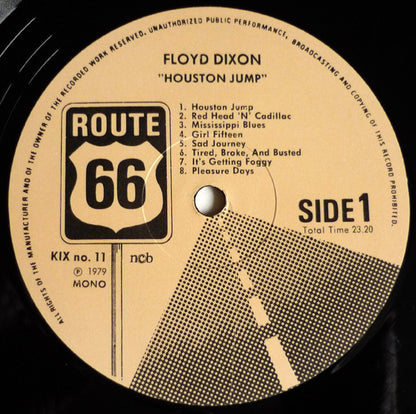 ALL RIGHTS OF THE MANUFACTURER AND OF THE OWNER OF THE RECORDED WORK RESERVED. UNAUTHORIZED PUBLIC PERFORMANCE, BROADCASTING AND COPYING OF THIS RECORD PROHIBITED.
FLOYD DIXON
"HOUSTON JUMP"
1. Houston Jump
2. Red Head 'N' Cadillac
3. Mississippi Blues
4. Girl Fifteen
5. Sad Journey
6. Tired, Broke, And Busted
7. It's Getting Foggy
8. Pleasure Days
ROUTE
66
SIDE 1
Total Time 23.20
KIX no. 11
ncb
℗ 1979
MONO